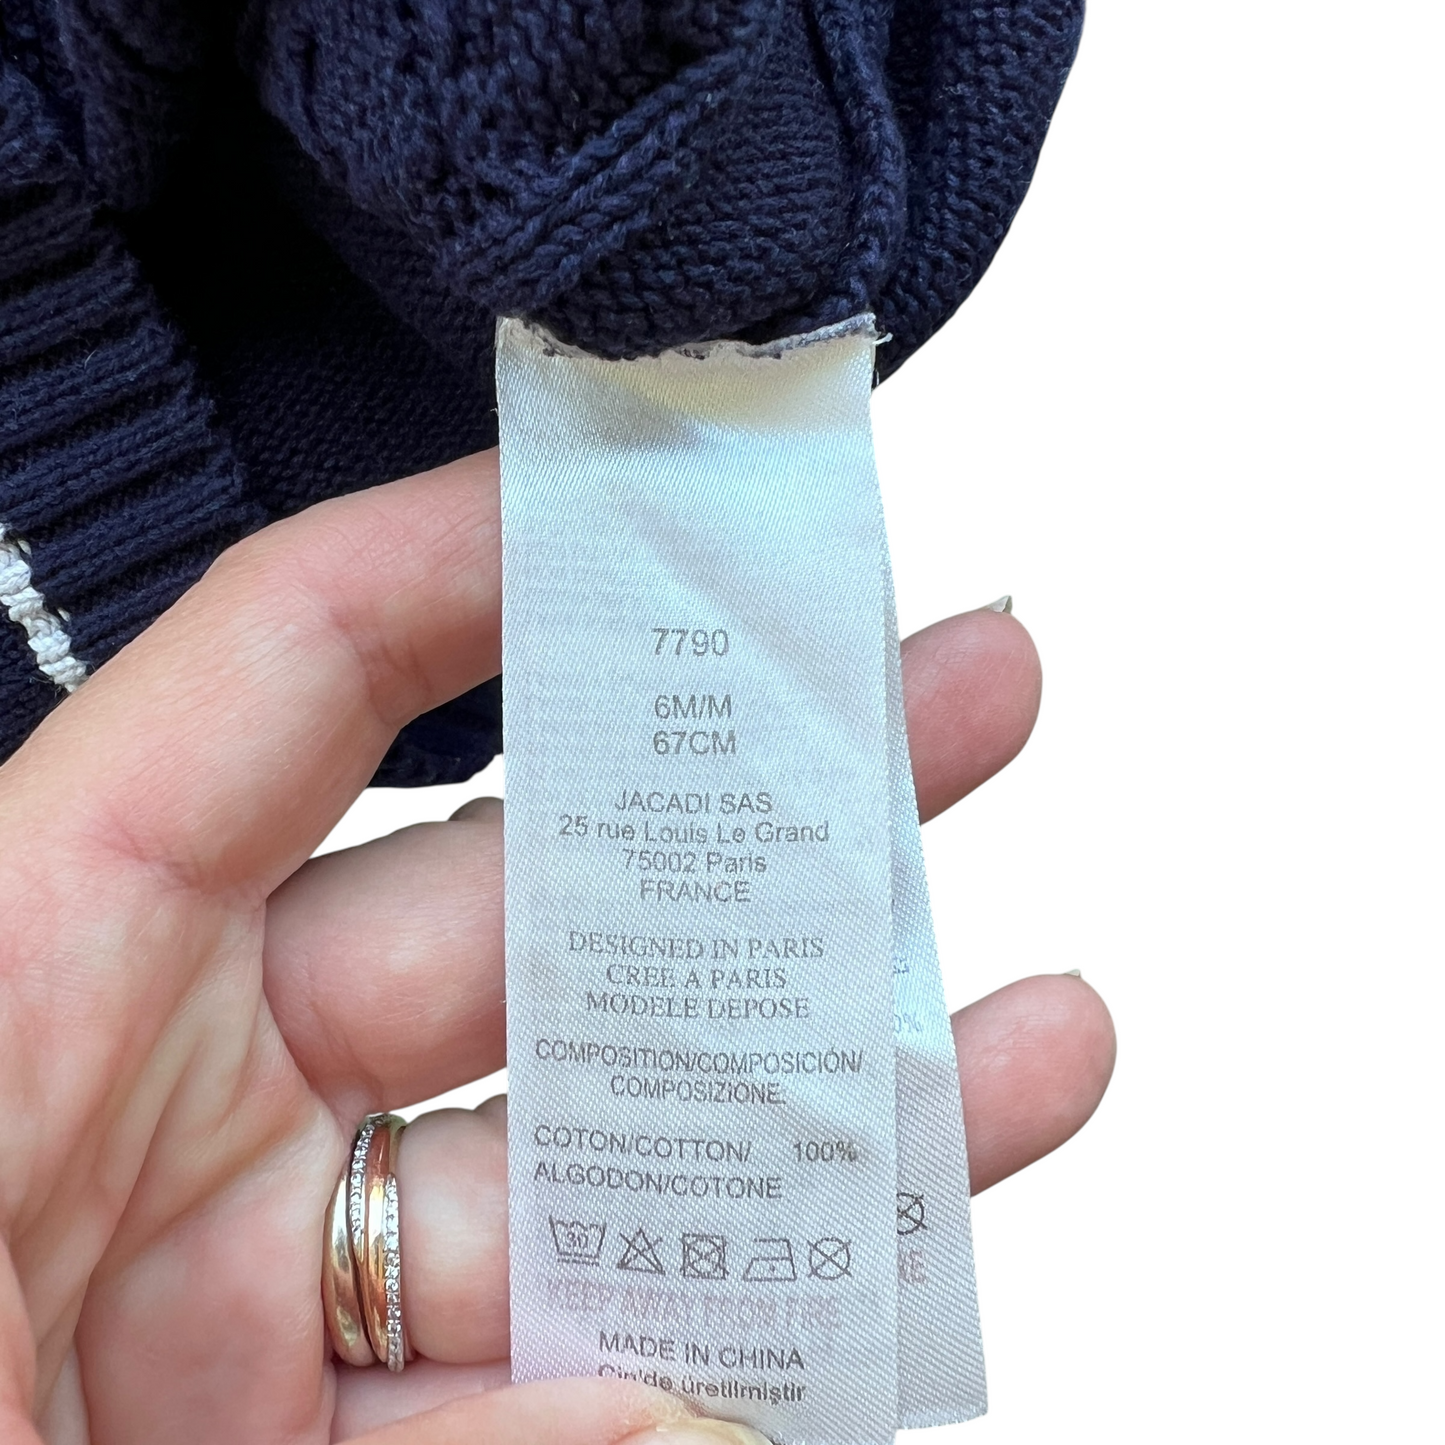 7790
6M/M
67CM
JACADI SAS
25 rue Louis Le Grand
75002 Paris
FRANCE
DESIGNED IN PARIS
CREE A PARIS
MODELE DEPOSE
COMPOSITION/COMPOSICIÓN/
COMPOSIZIONE.
COTON/COTTON/ 100%
ALGODON/COTONE
30
KEEP AWAY FROM FIRE
MADE IN CHINA
Çin'de üretilmiştir
0%
RE